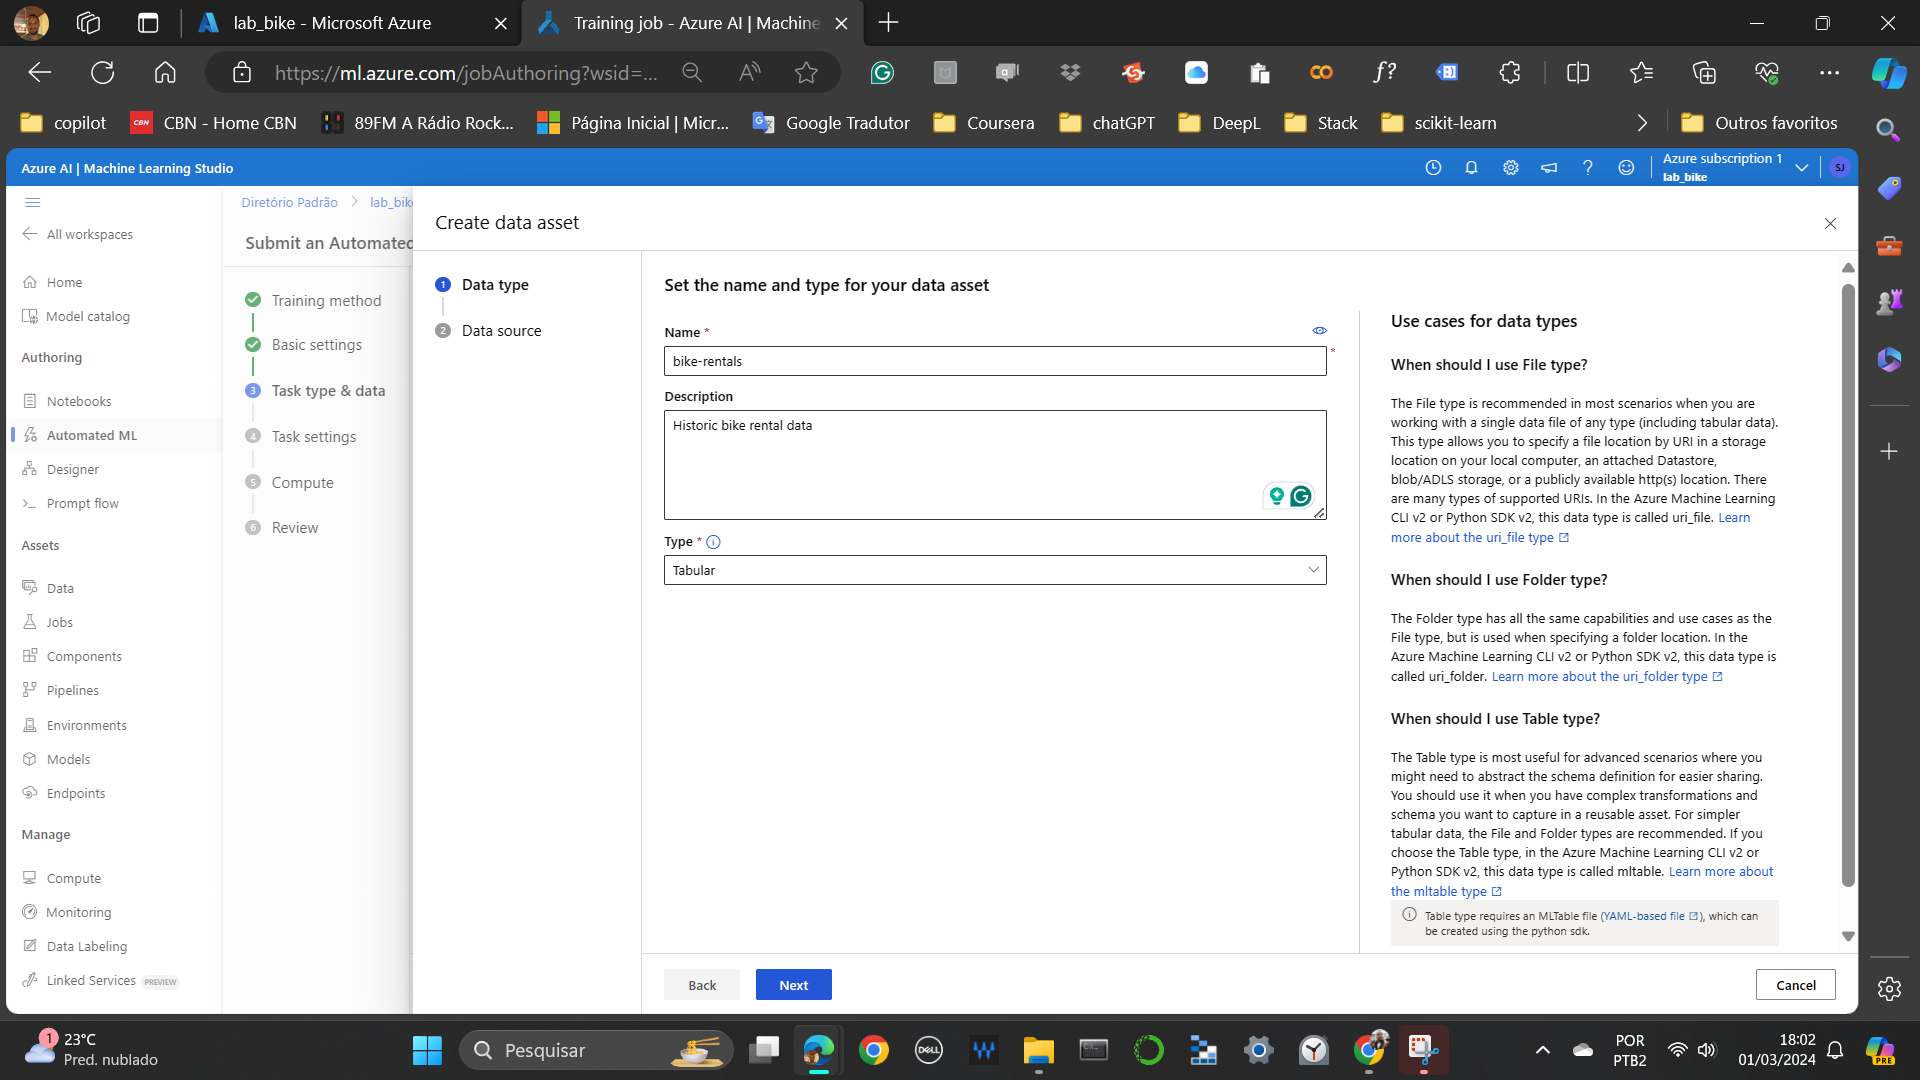 lab_bike - Microsoft Azure
Training job - Azure AI | Machine
https://ml.azure.com/jobAuthoring?wsid=...
copilot
CBN - Home CBN
89FM A Rádio Rock...
Página Inicial | Micr...
Google Tradutor
Coursera
chatGPT
DeepL
Stack
scikit-learn
Outros favoritos
Azure AI | Machine Learning Studio
Azure subscription 1
lab_bike
SJ
All workspaces
Home
Model catalog
Authoring
Notebooks
Automated ML
Designer
Prompt flow
Assets
Data
Jobs
Components
Pipelines
Environments
Models
Endpoints
Manage
Compute
Monitoring
Data Labeling
Linked Services PREVIEW
Diretório Padrão > lab_bik
Submit an Automated
Training method
Basic settings
3 Task type & data
4 Task settings
5 Compute
6 Review
Create data asset
1 Data type
2 Data source
Set the name and type for your data asset
Name *
bike-rentals
*
Description
Historic bike rental data
Type *
Tabular
Use cases for data types
When should I use File type?
The File type is recommended in most scenarios when you are
working with a single data file of any type (including tabular data).
This type allows you to specify a file location by URI in a storage
location on your local computer, an attached Datastore,
blob/ADLS storage, or a publicly available http(s) location. There
are many types of supported URIs. In the Azure Machine Learning
CLI v2 or Python SDK v2, this data type is called uri_file. Learn
more about the uri_file type
When should I use Folder type?
The Folder type has all the same capabilities and use cases as the
File type, but is used when specifying a folder location. In the
Azure Machine Learning CLI v2 or Python SDK v2, this data type is
called uri_folder. Learn more about the uri_folder type
When should I use Table type?
The Table type is most useful for advanced scenarios where you
might need to abstract the schema definition for easier sharing.
You should use it when you have complex transformations and
schema you want to capture in a reusable asset. For simpler
tabular data, the File and Folder types are recommended. If you
choose the Table type, in the Azure Machine Learning CLI v2 or
Python SDK v2, this data type is called mltable. Learn more about
the mltable type
Table type requires an MLTable file (YAML-based file), which can
be created using the python sdk.
Back
Next
Cancel
1
23°C
Pred. nublado
Pesquisar
DELL
POR
PTB2
18:02
01/03/2024
PRE